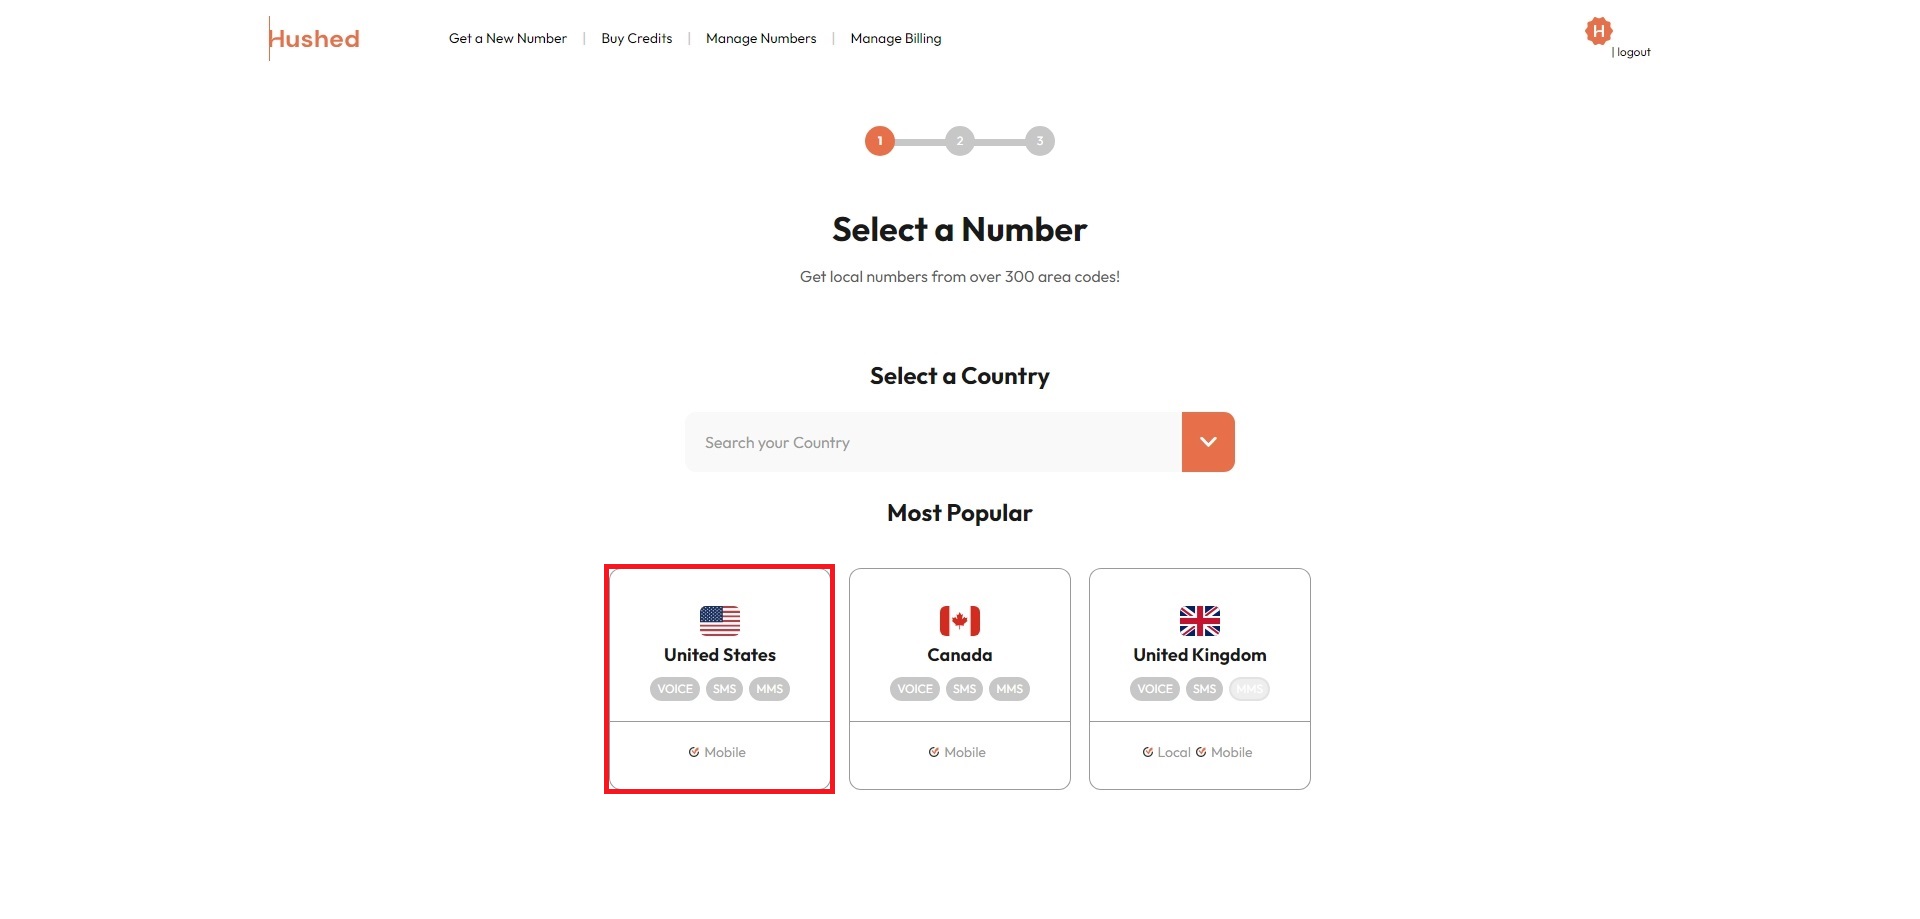 Hushed
Get a New Number | Buy Credits | Manage Numbers | Manage Billing
H
| logout
1 2 3
Select a Number
Get local numbers from over 300 area codes!
Select a Country
Search your Country
Most Popular
United States
VOICE SMS MMS
Mobile
Canada
VOICE SMS MMS
Mobile
United Kingdom
VOICE SMS MMS
Local Mobile